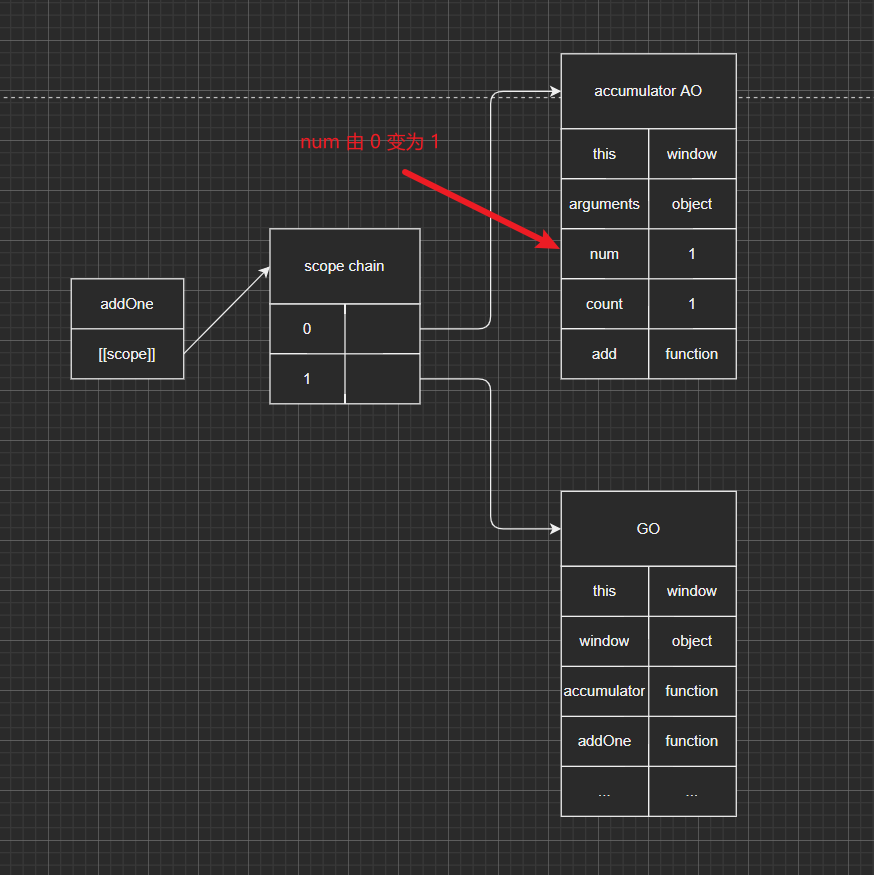 num 由 0 变为 1
addOne
[[scope]]
scope chain
0
1
accumulator AO
this window
arguments object
num 1
count 1
add function
GO
this window
window object
accumulator function
addOne function
... ...